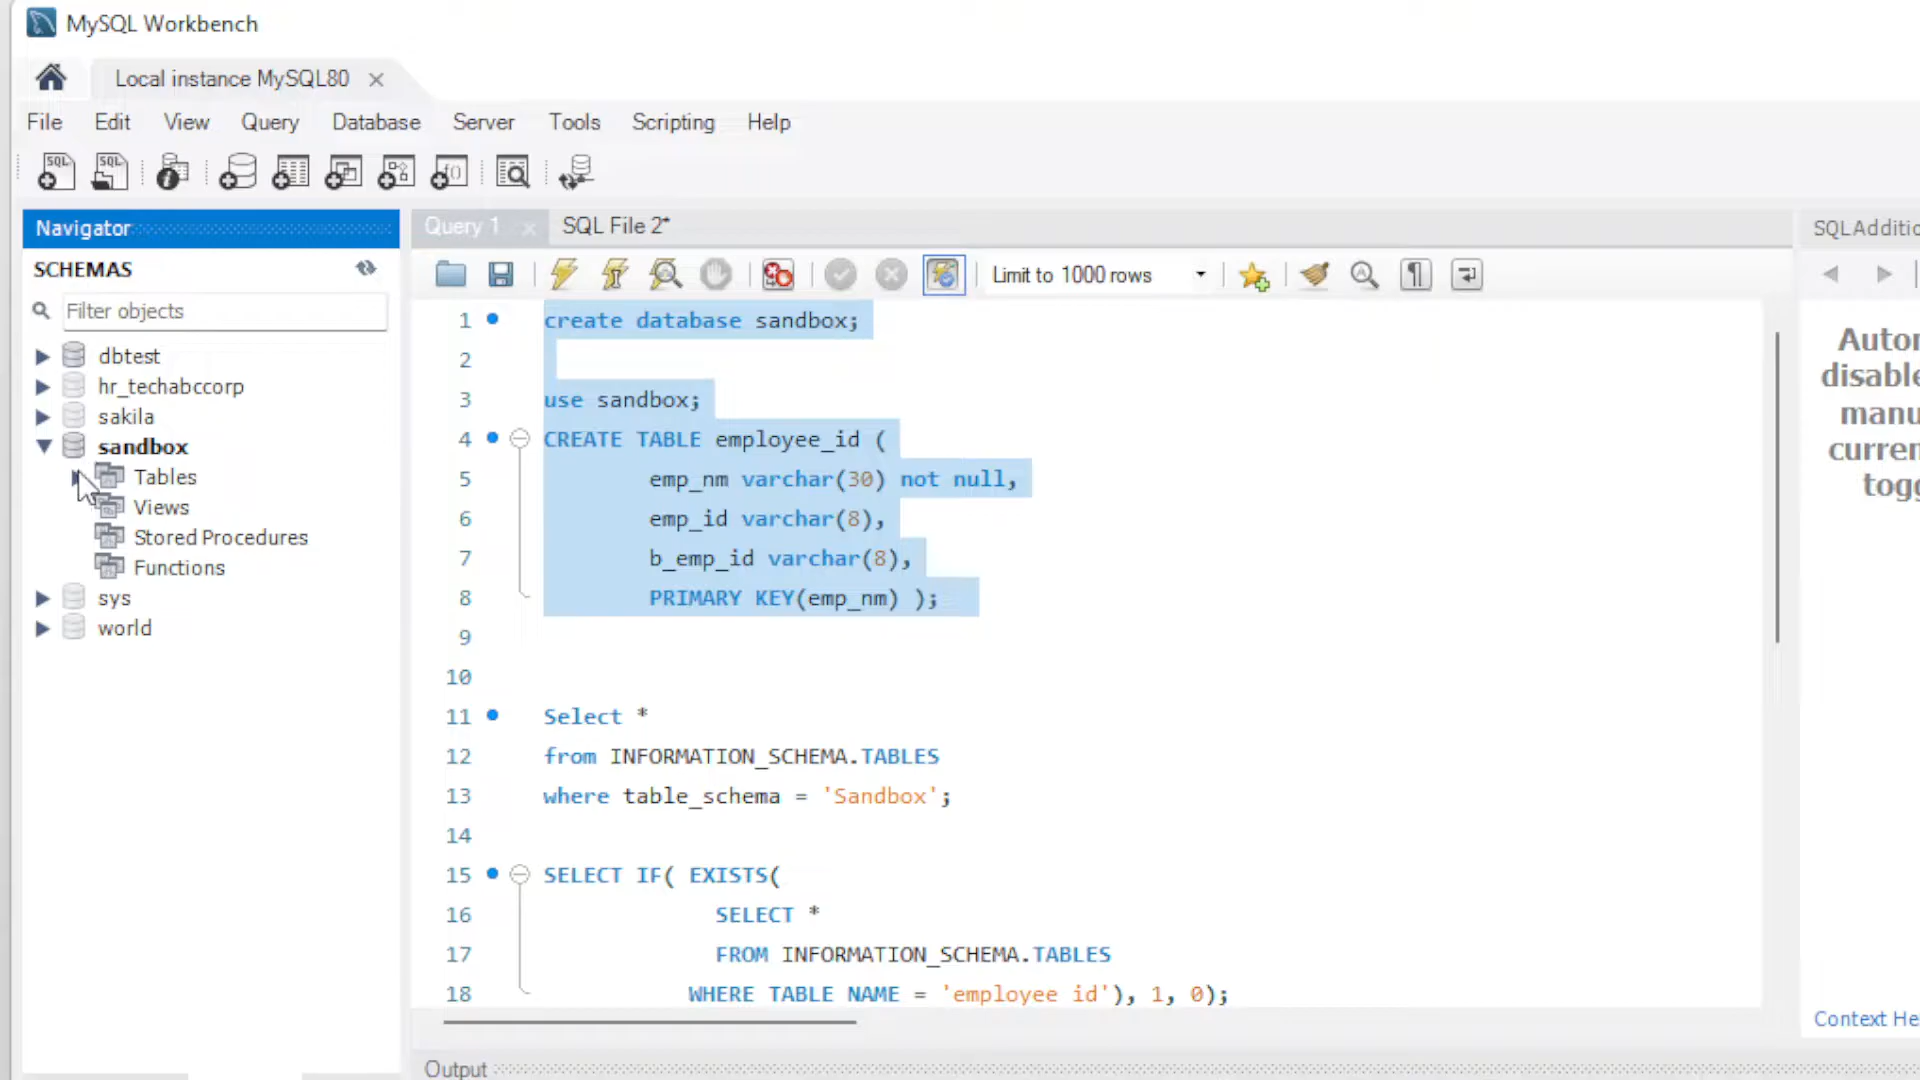 MySQL Workbench
Local instance MySQL80
File Edit View Query Database Server Tools Scripting Help
Navigator
SCHEMAS
Filter objects
dbtest
hr_techabccorp
sakila
sandbox
Tables
Views
Stored Procedures
Functions
sys
world
Query 1 SQL File 2*
Limit to 1000 rows
1 create database sandbox;
2
3 use sandbox;
4 CREATE TABLE employee_id (
5 emp_nm varchar(30) not null,
6 emp_id varchar(8),
7 b_emp_id varchar(8),
8 PRIMARY KEY(emp_nm) );
9
10
11 Select *
12 from INFORMATION_SCHEMA.TABLES
13 where table_schema = 'Sandbox';
14
15 SELECT IF( EXISTS(
16 SELECT *
17 FROM INFORMATION_SCHEMA.TABLES
18 WHERE TABLE_NAME = 'employee_id'), 1, 0);
Output
SQLAdditio
Autom
disable
manu
curren
togg
Context He